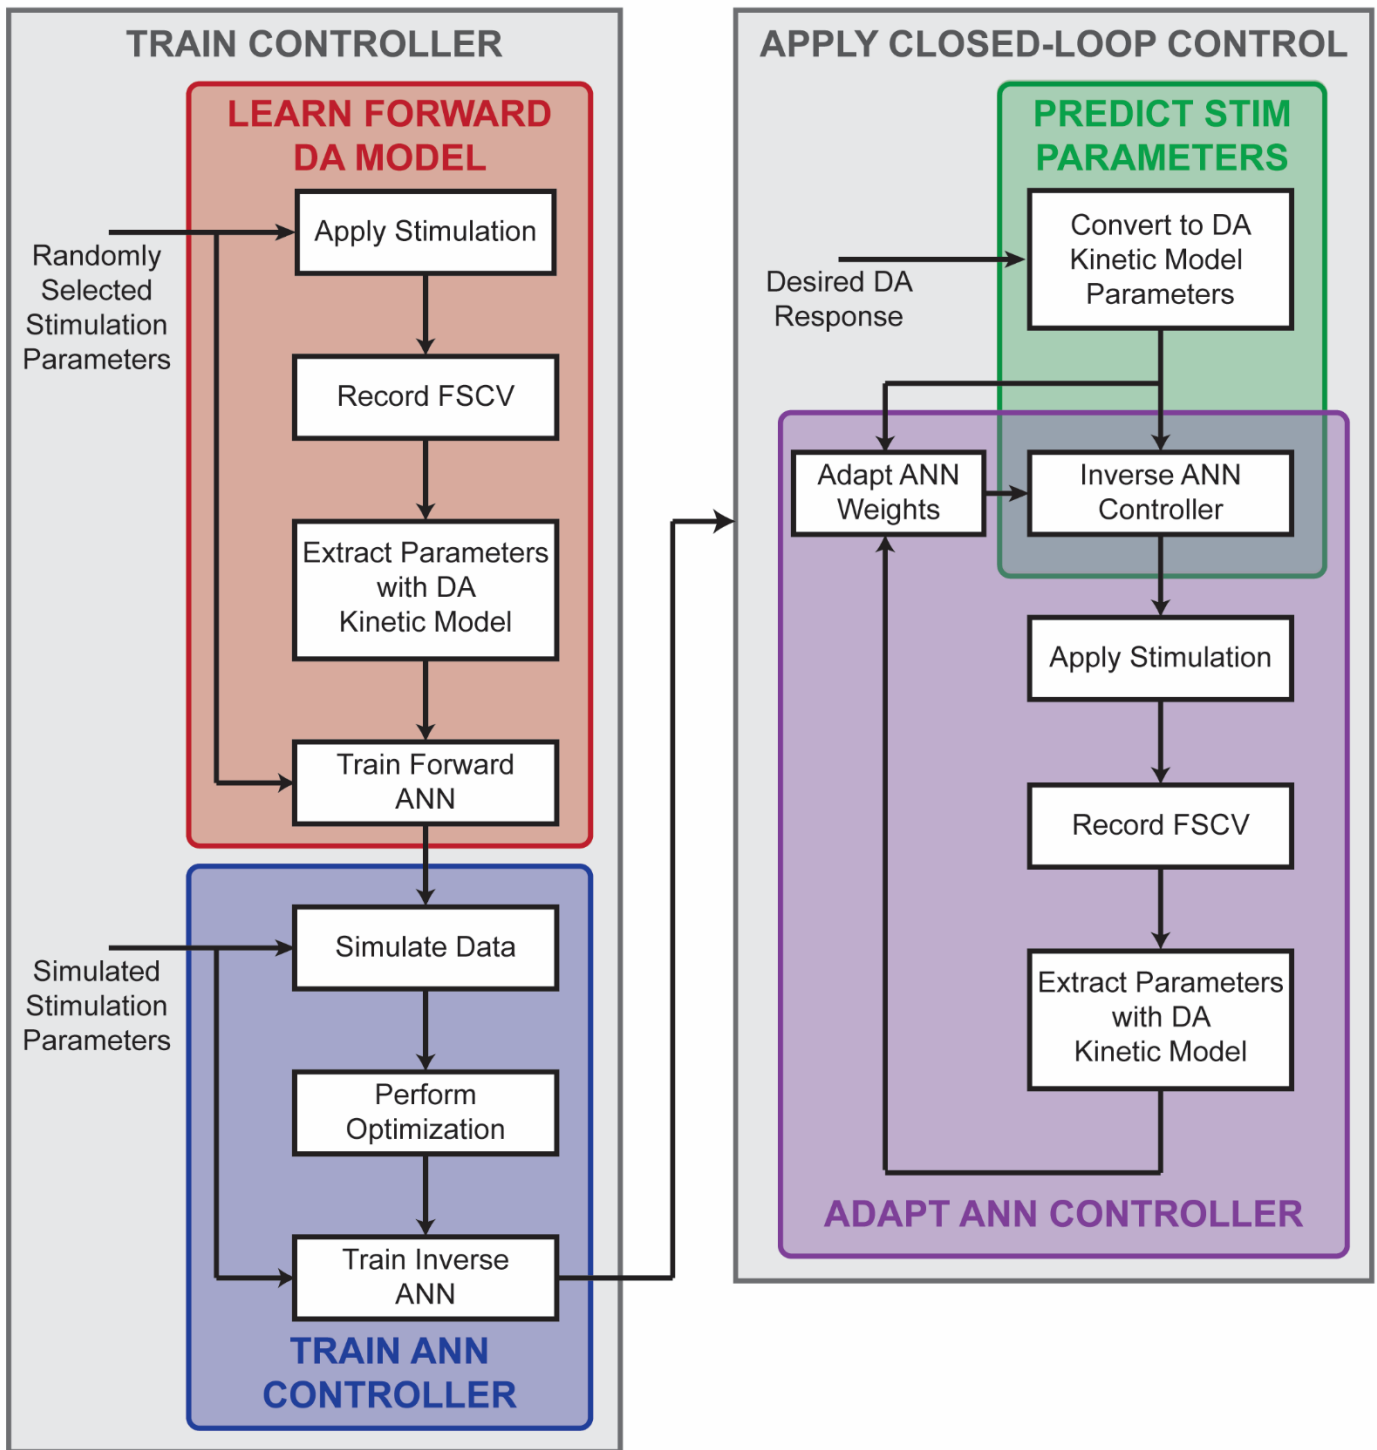 TRAIN CONTROLLER
LEARN FORWARD
DA MODEL
Apply Stimulation
Randomly
Selected
Stimulation
Parameters
Record FSCV
Extract Parameters
with DA
Kinetic Model
Train Forward
ANN
Simulate Data
Simulated
Stimulation
Parameters
Perform
Optimization
Train Inverse
ANN
TRAIN ANN
CONTROLLER
APPLY CLOSED-LOOP CONTROL
PREDICT STIM
PARAMETERS
Convert to DA
Kinetic Model
Parameters
Desired DA
Response
Adapt ANN
Weights
Inverse ANN
Controller
Apply Stimulation
Record FSCV
Extract Parameters
with DA
Kinetic Model
ADAPT ANN CONTROLLER